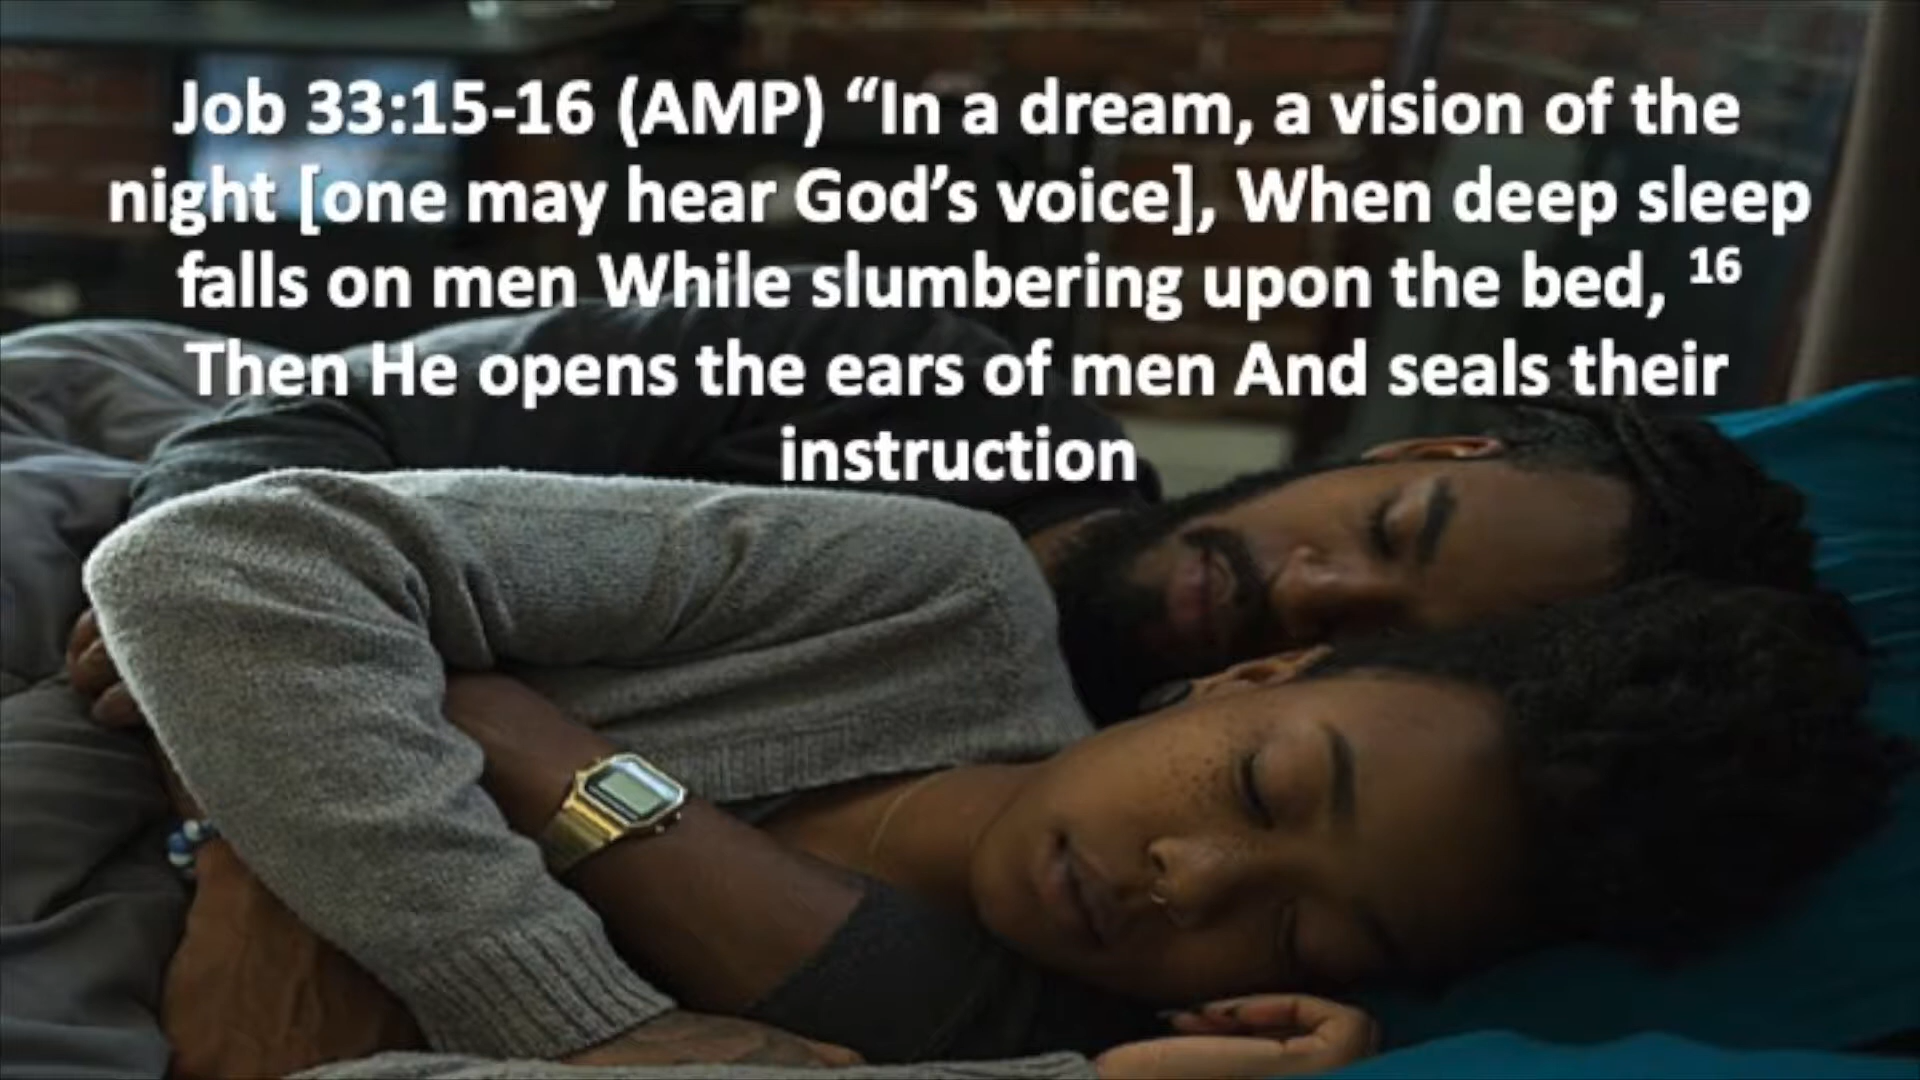 Job 33:15-16 (AMP) “In a dream, a vision of the
night [one may hear God’s voice], When deep sleep
falls on men While slumbering upon the bed, 16
Then He opens the ears of men And seals their
instruction